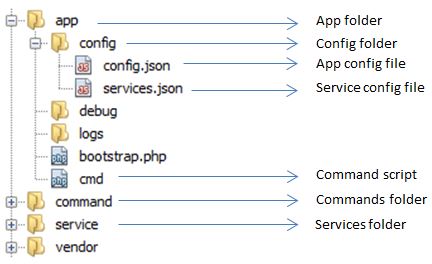 app App folder
config Config folder
config.json App config file
services.json Service config file
debug
logs
bootstrap.php
cmd Command script
command Commands folder
service Services folder
vendor